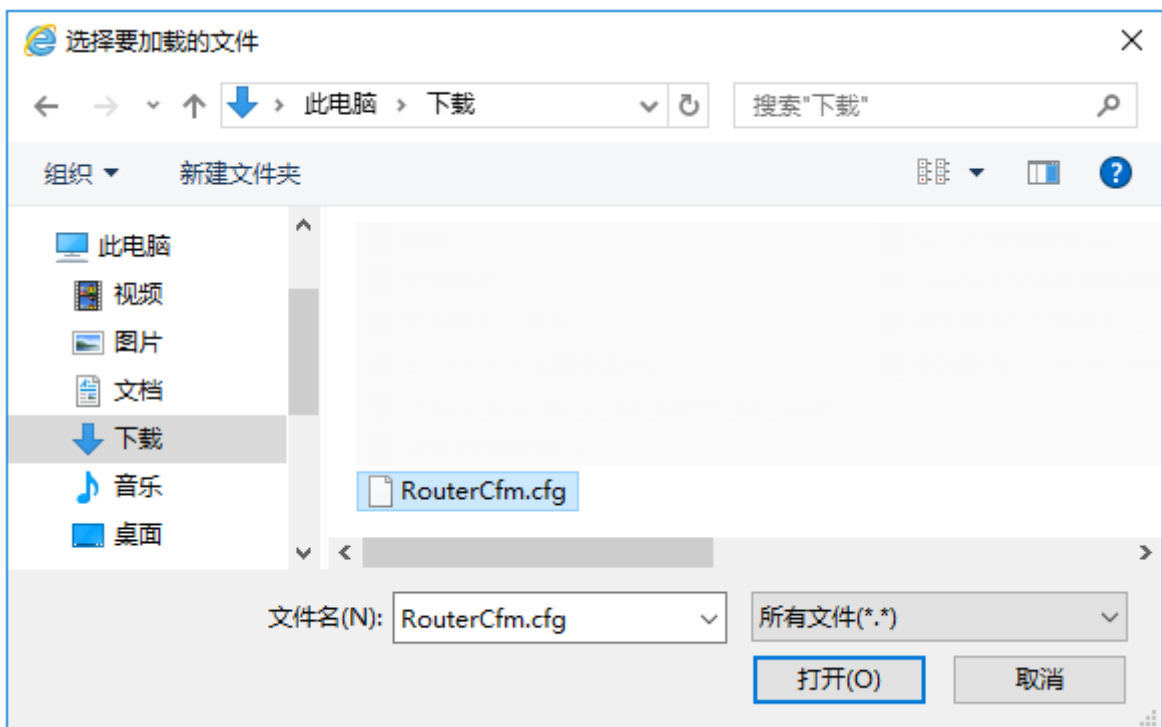 选择要加载的文件
此电脑 > 下载
搜索"下载"
组织
新建文件夹
此电脑
视频
图片
文档
下载
音乐
桌面
RouterCfm.cfg
文件名(N): RouterCfm.cfg
所有文件(*.*)
打开(O)
取消